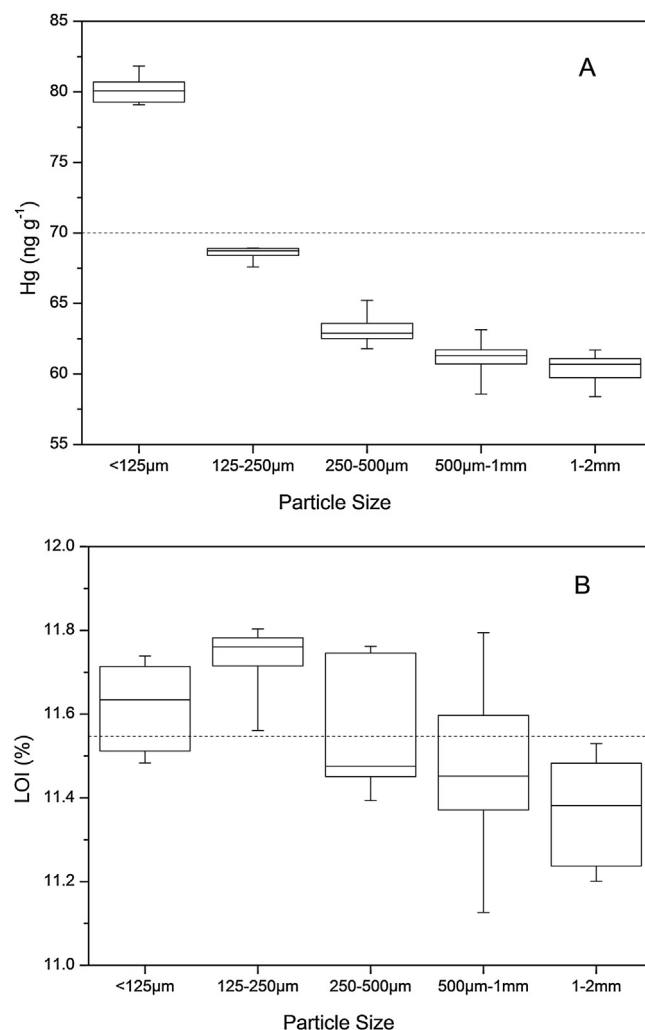 85
80
75
70
65
60
55
Hg (ng g⁻¹)
A
<125µm 125-250µm 250-500µm 500µm-1mm 1-2mm
Particle Size
12.0
11.8
11.6
11.4
11.2
11.0
LOI (%)
B
<125µm 125-250µm 250-500µm 500µm-1mm 1-2mm
Particle Size